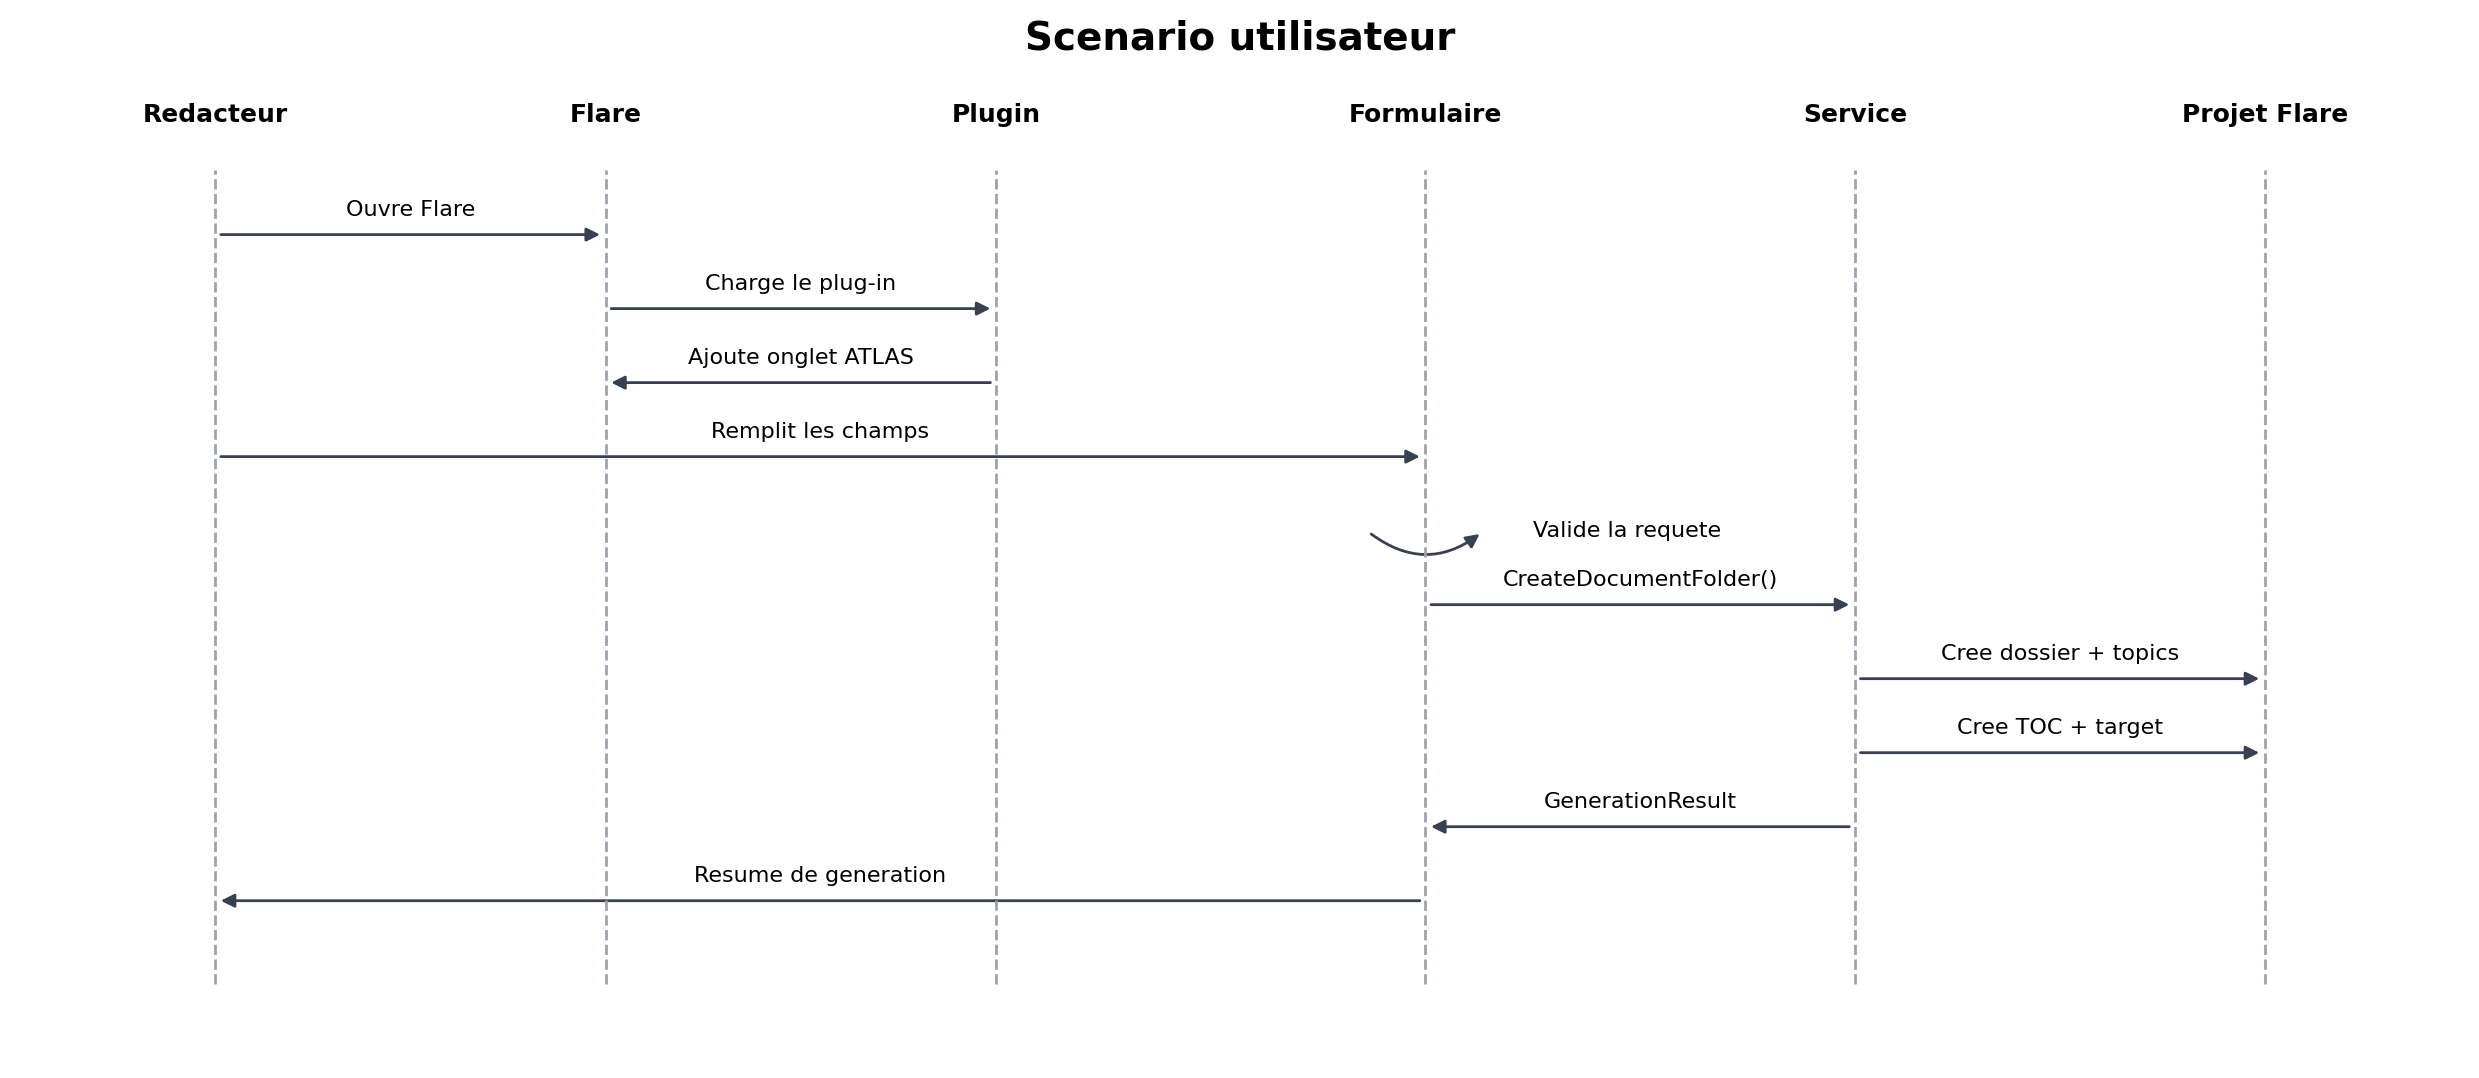 Scenario utilisateur
Redacteur Flare Plugin Formulaire Service Projet Flare
Ouvre Flare
Charge le plug-in
Ajoute onglet ATLAS
Remplit les champs
Valide la requete
CreateDocumentFolder()
Cree dossier + topics
Cree TOC + target
GenerationResult
Resume de generation